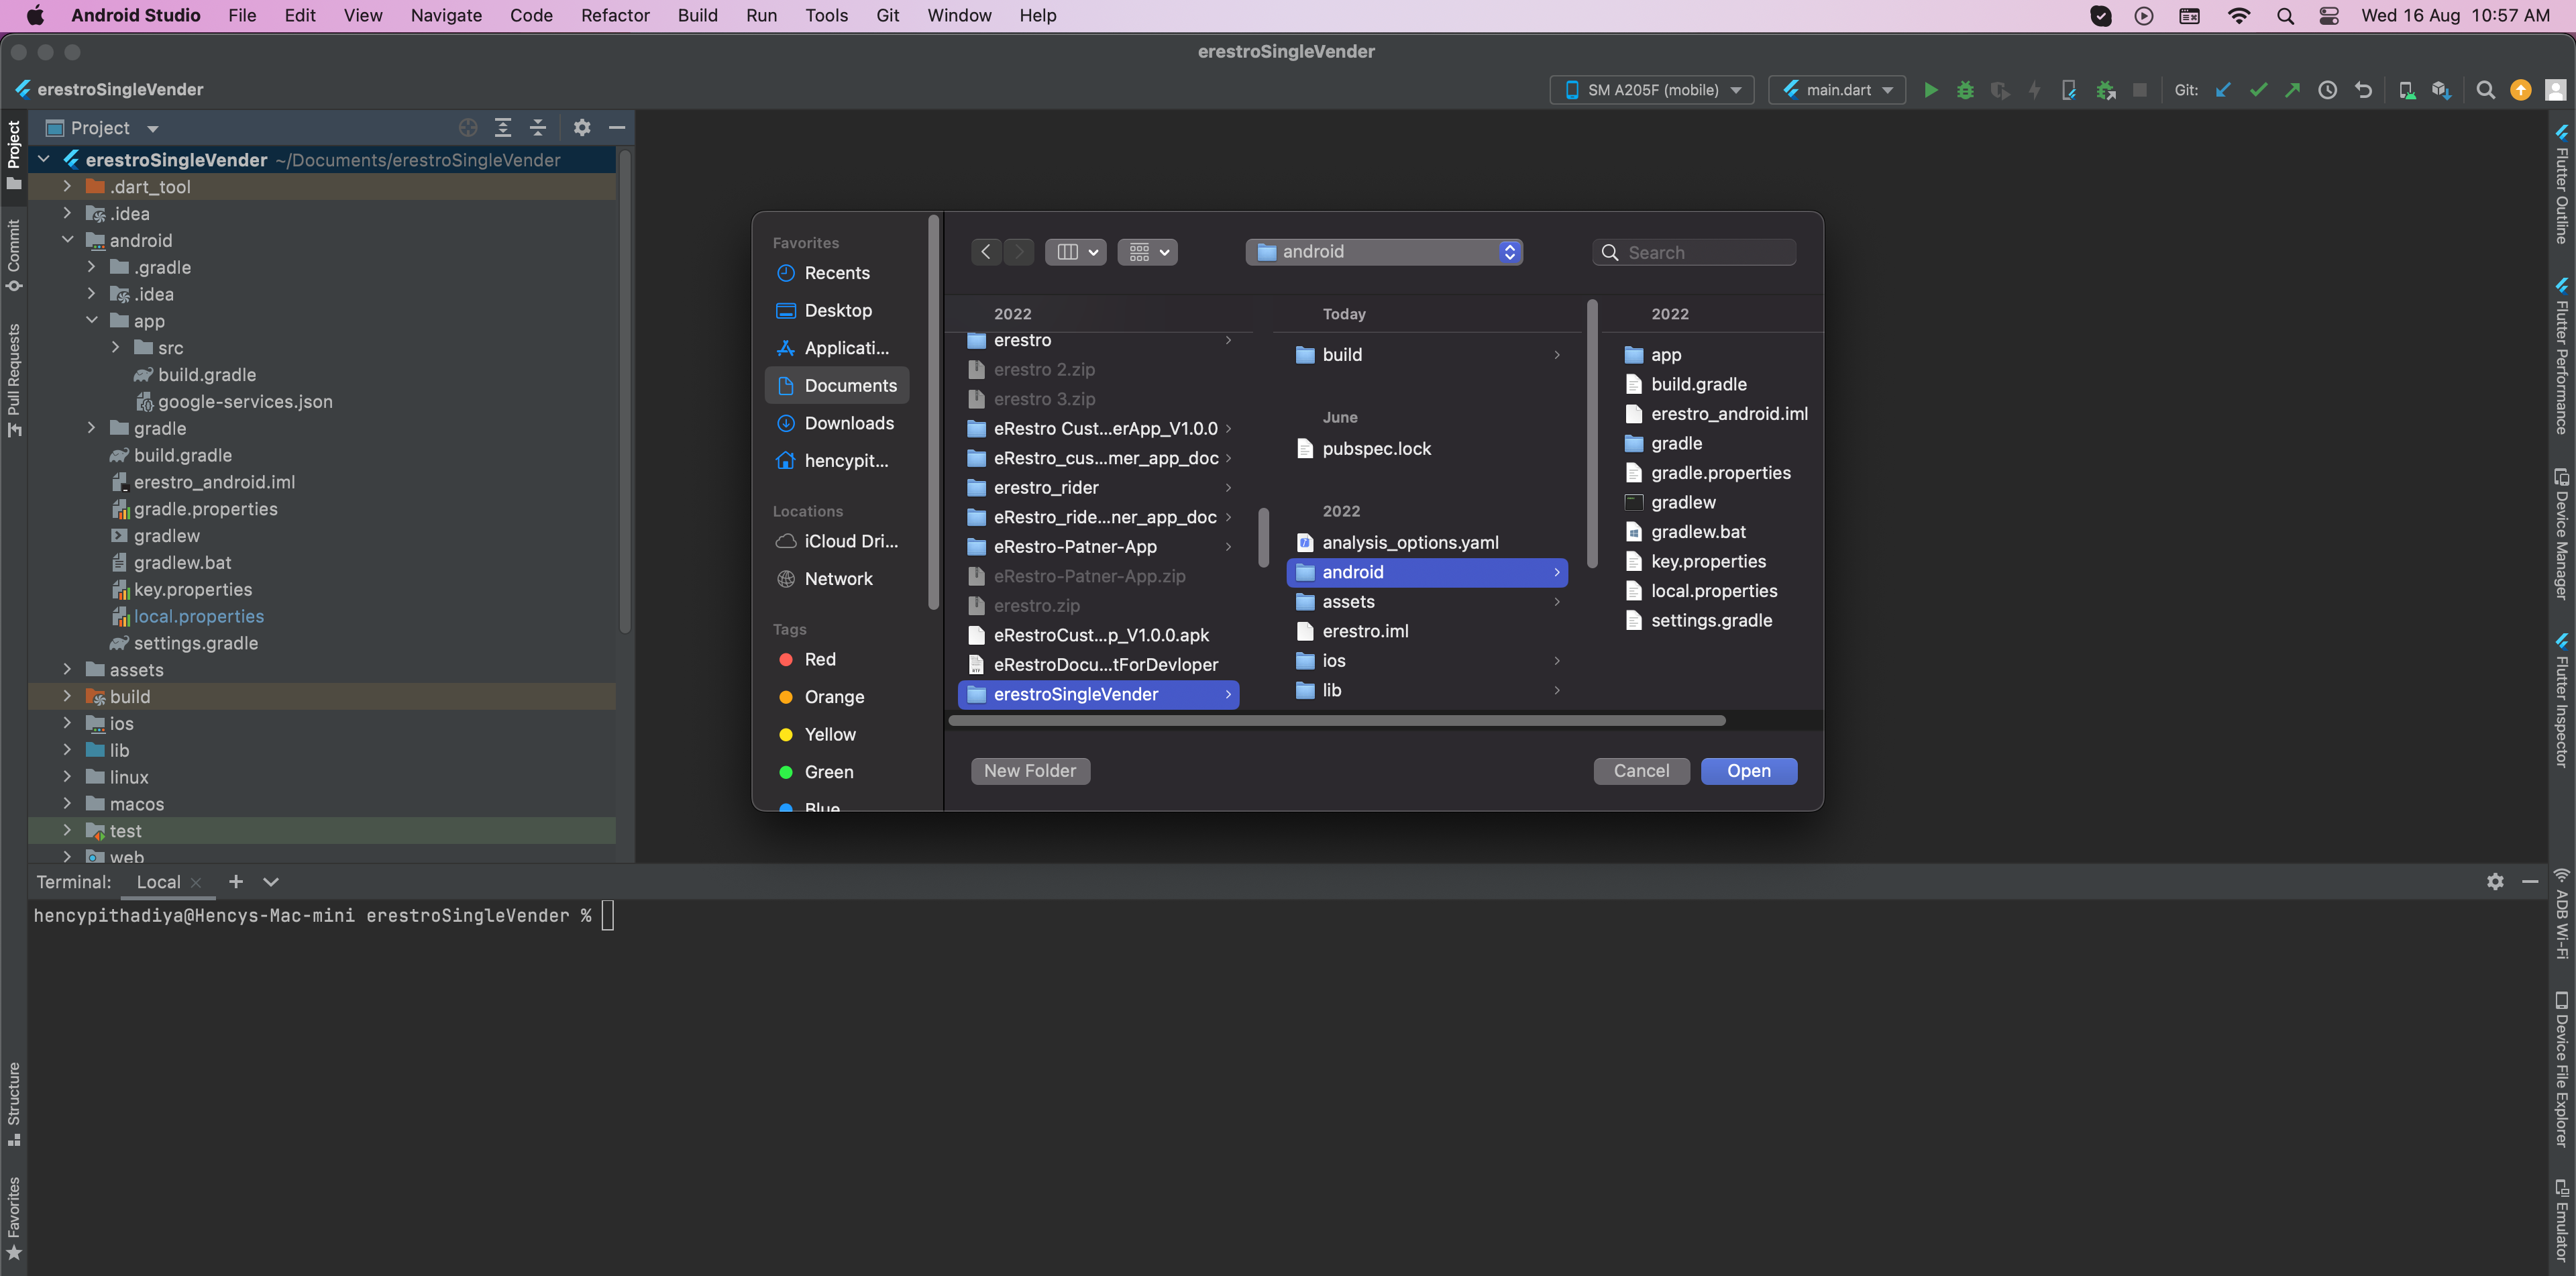 Android Studio File Edit View Navigate Code Refactor Build Run Tools Git Window Help Wed 16 Aug 10:57 AM
erestroSingleVender
erestroSingleVender SM A205F (mobile) main.dart Git:
Project
erestroSingleVender ~/Documents/erestroSingleVender
.dart_tool
.idea
android
.gradle
.idea
app
src
build.gradle
google-services.json
gradle
build.gradle
erestro_android.iml
gradle.properties
gradlew
gradlew.bat
key.properties
local.properties
settings.gradle
assets
build
ios
lib
linux
macos
test
web
Project
Commit
Pull Requests
Structure
Favorites
Favorites
Recents
Desktop
Applicati...
Documents
Downloads
hencypit...
Locations
iCloud Dri...
Network
Tags
Red
Orange
Yellow
Green
Blue
android
Search
2022
erestro
erestro 2.zip
erestro 3.zip
eRestro Cust...erApp_V1.0.0
eRestro_cus...mer_app_doc
erestro_rider
eRestro_ride...ner_app_doc
eRestro-Patner-App
eRestro-Patner-App.zip
erestro.zip
eRestroCust...p_V1.0.0.apk
eRestroDocu...tForDevloper
erestroSingleVender
Today
build
June
pubspec.lock
2022
analysis_options.yaml
android
assets
erestro.iml
ios
lib
2022
app
build.gradle
erestro_android.iml
gradle
gradle.properties
gradlew
gradlew.bat
key.properties
local.properties
settings.gradle
New Folder
Cancel
Open
Flutter Outline
Flutter Performance
Device Manager
Flutter Inspector
ADB Wi-Fi
Device File Explorer
Emulator
Terminal: Local
hencypithadiya@Hencys-Mac-mini erestroSingleVender %